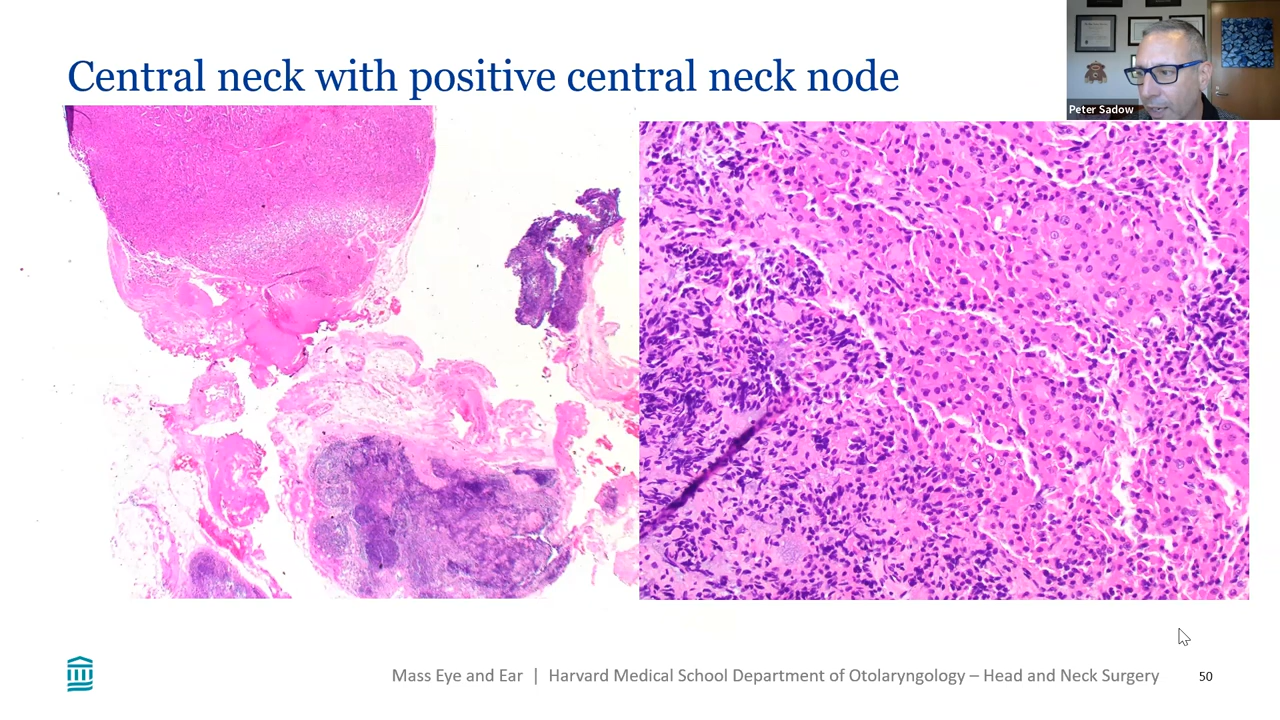 Central neck with positive central neck node
Peter Sadow
Mass Eye and Ear | Harvard Medical School Department of Otolaryngology – Head and Neck Surgery
50